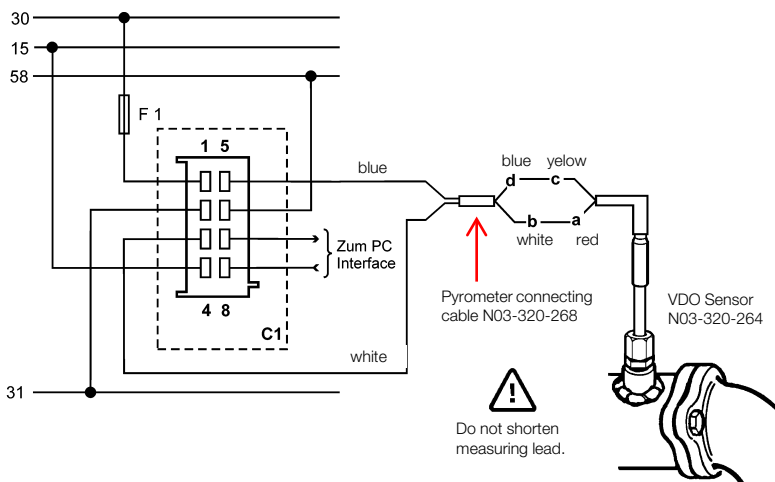 30
15
58
F 1
1 5
blue
blue yelow
d c
b a
white red
Zum PC
Interface
4 8
C1
Pyrometer connecting
cable N03-320-268
VDO Sensor
N03-320-264
white
31
Do not shorten
measuring lead.